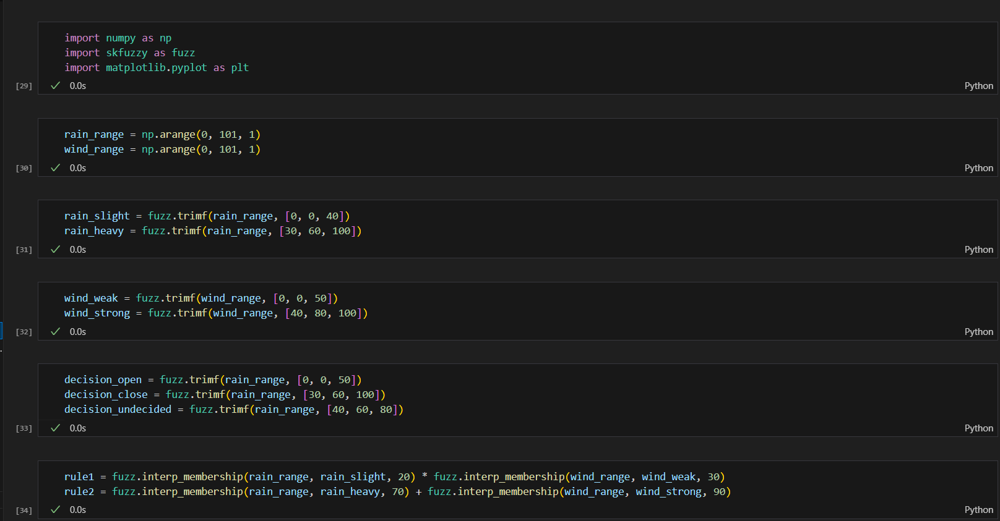 import numpy as np
import skfuzzy as fuzz
import matplotlib.pyplot as plt
[29] ✓ 0.0s Python
rain_range = np.arange(0, 101, 1)
wind_range = np.arange(0, 101, 1)
[30] ✓ 0.0s Python
rain_slight = fuzz.trimf(rain_range, [0, 0, 40])
rain_heavy = fuzz.trimf(rain_range, [30, 60, 100])
[31] ✓ 0.0s Python
wind_weak = fuzz.trimf(wind_range, [0, 0, 50])
wind_strong = fuzz.trimf(wind_range, [40, 80, 100])
[32] ✓ 0.0s Python
decision_open = fuzz.trimf(rain_range, [0, 0, 50])
decision_close = fuzz.trimf(rain_range, [30, 60, 100])
decision_undecided = fuzz.trimf(rain_range, [40, 60, 80])
[33] ✓ 0.0s Python
rule1 = fuzz.interp_membership(rain_range, rain_slight, 20) * fuzz.interp_membership(wind_range, wind_weak, 30)
rule2 = fuzz.interp_membership(rain_range, rain_heavy, 70) + fuzz.interp_membership(wind_range, wind_strong, 90)
[34] ✓ 0.0s Python